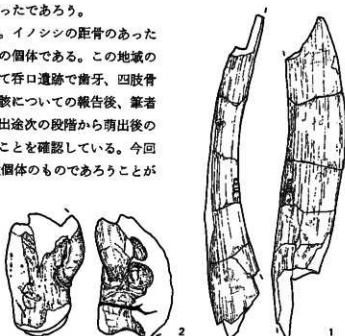 ったであろう。
。イノシシの距骨のあった
の個体である。この地域の
て呑口遺跡で歯牙、四肢骨
骸についての報告後、筆者
出途次の段階から萌出後の
ことを確認している。今回
個体のものであろうことが
2
1